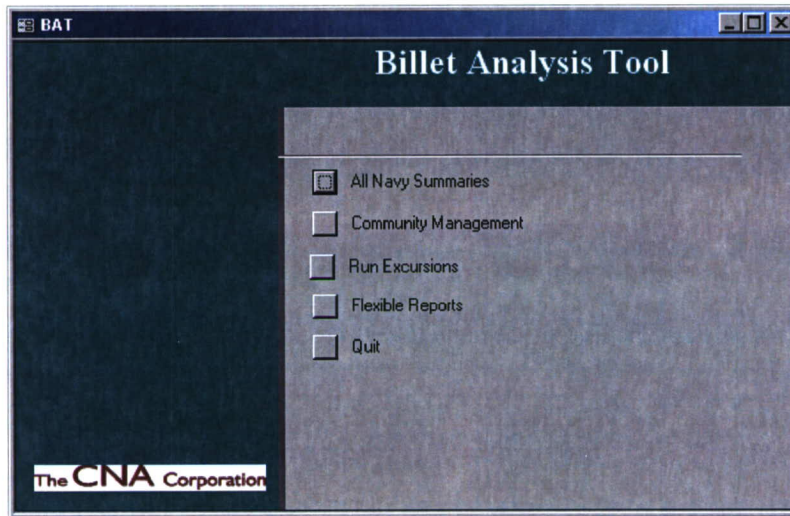 BAT
Billet Analysis Tool
All Navy Summaries
Community Management
Run Excursions
Flexible Reports
Quit
The CNA Corporation